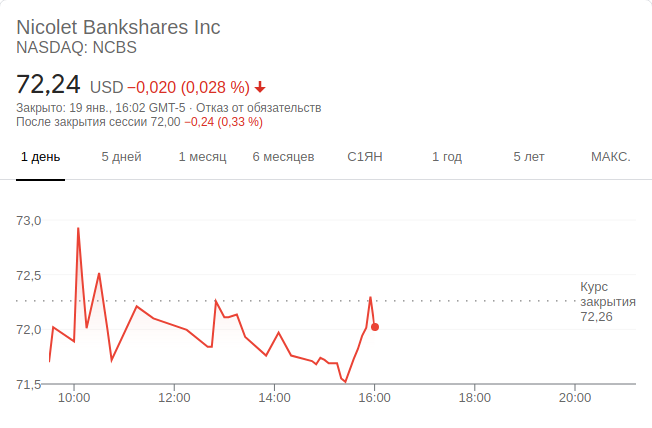 Nicolet Bankshares Inc
NASDAQ: NCBS
72,24 USD −0,020 (0,028 %)
Закрыто: 19 янв., 16:02 GMT-5 · Отказ от обязательств
После закрытия сессии 72,00 −0,24 (0,33 %)
1 день 5 дней 1 месяц 6 месяцев С1ЯН 1 год 5 лет МАКС.
73,0
72,5
Курс
закрытия
72,26
72,0
71,5
10:00 12:00 14:00 16:00 18:00 20:00